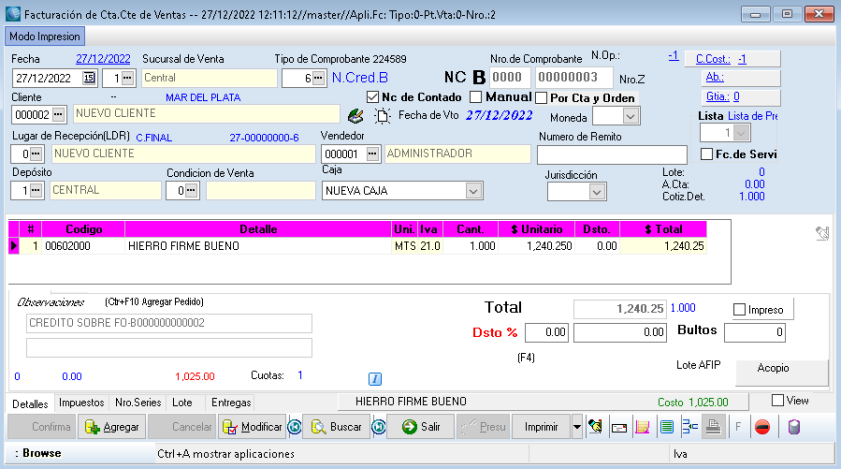 Facturación de Cta.Cte de Ventas -- 27/12/2022 12:11:12//master//Apli.Fc: Tipo:0-Pt.Vta:0-Nro.:2
Modo Impresion
Fecha 27/12/2022 Sucursal de Venta Tipo de Comprobante 224589 Nro.de Comprobante N.Op.: -1 C.Cost.: -1
27/12/2022 15 1 Central 6 N.Cred.B NC B 0000 00000003 Nro.Z Ab.:
Cliente -- MAR DEL PLATA Nc de Contado Manual Por Cta y Orden Gtia.: 0
000002 NUEVO CLIENTE Fecha de Vto 27/12/2022 Moneda Lista Lista de Pre
Lugar de Recepción(LDR) C.FINAL 27-00000000-6 Vendedor Numero de Remito 1
0 NUEVO CLIENTE 000001 ADMINISTRADOR Fc.de Servi
Depósito Condicion de Venta Caja Jurisdicción Lote: 0
1 CENTRAL 0 NUEVA CAJA A.Cta: 0.00
Cotiz.Det. 1.000
# Codigo Detalle Uni. Iva Cant. $ Unitario Dsto. $ Total
1 00602000 HIERRO FIRME BUENO MTS 21.0 1.000 1,240.250 0.00 1,240.25
Observaciones (Ctr+F10 Agregar Pedido) Total 1,240.25 1.000 Impreso
CREDITO SOBRE FO-B000000000002 Dsto % 0.00 0.00 Bultos 0
(F4)
0 0.00 1,025.00 Cuotas: 1 Lote AFIP Acopio
Detalles Impuestos Nro.Series Lote Entregas HIERRO FIRME BUENO Costo 1,025.00 View
Confirma Agregar Cancelar Modificar Buscar Salir Presu Imprimir F
: Browse Ctrl+A mostrar aplicaciones Iva